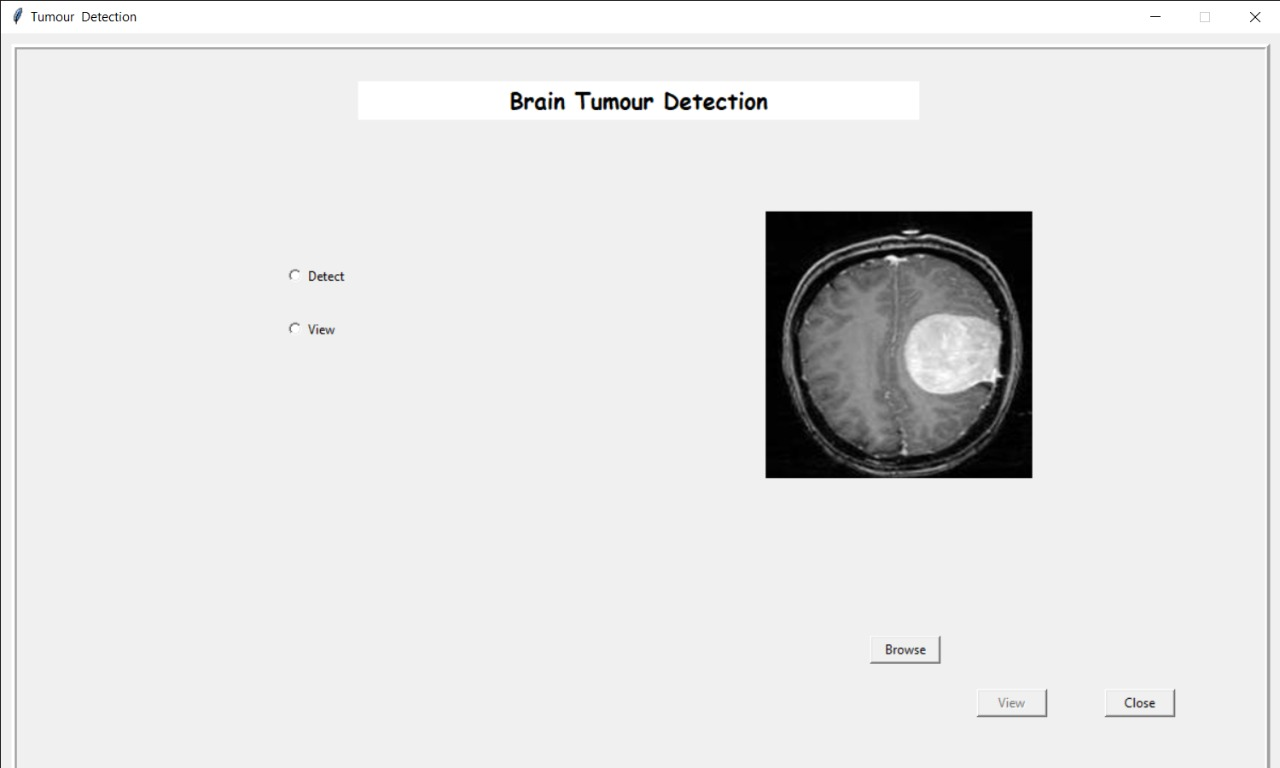 Tumour  Detection
Brain Tumour Detection
Detect
View
Browse
View
Close